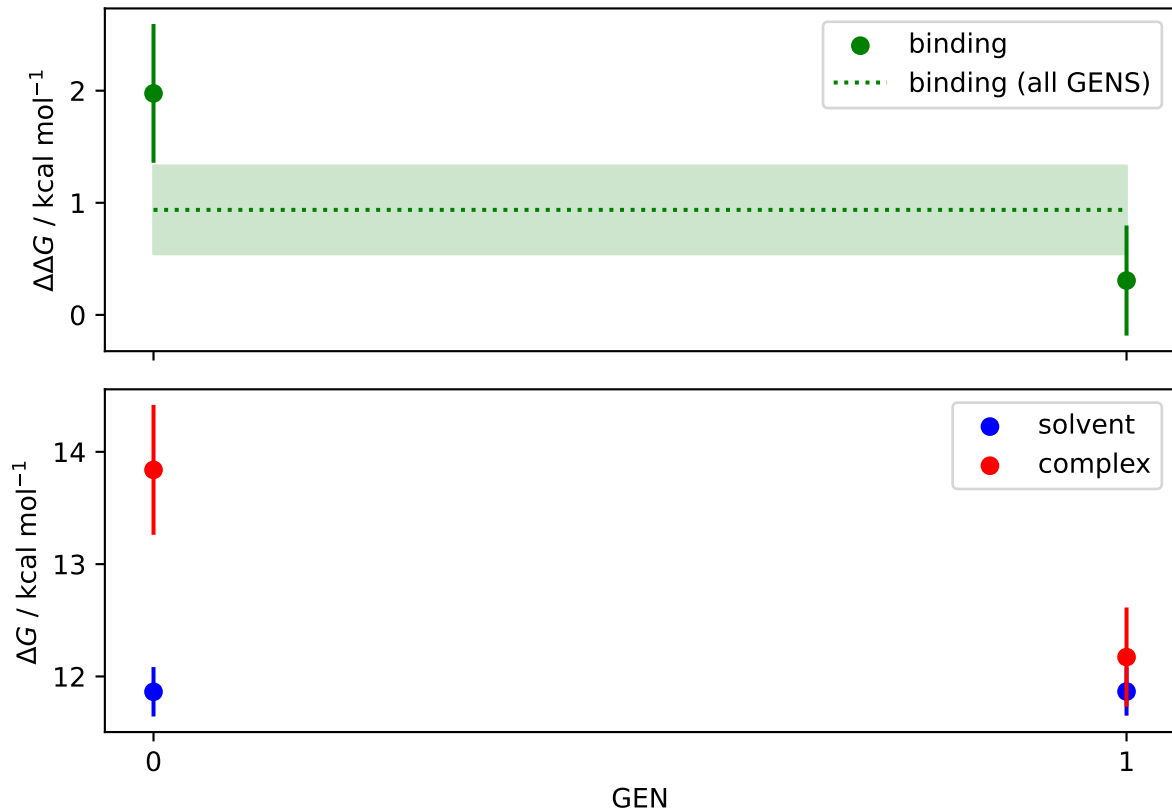 ΔΔG / kcal mol⁻¹
2
1
0
binding
binding (all GENS)
ΔG / kcal mol⁻¹
14
13
12
solvent
complex
0
1
GEN